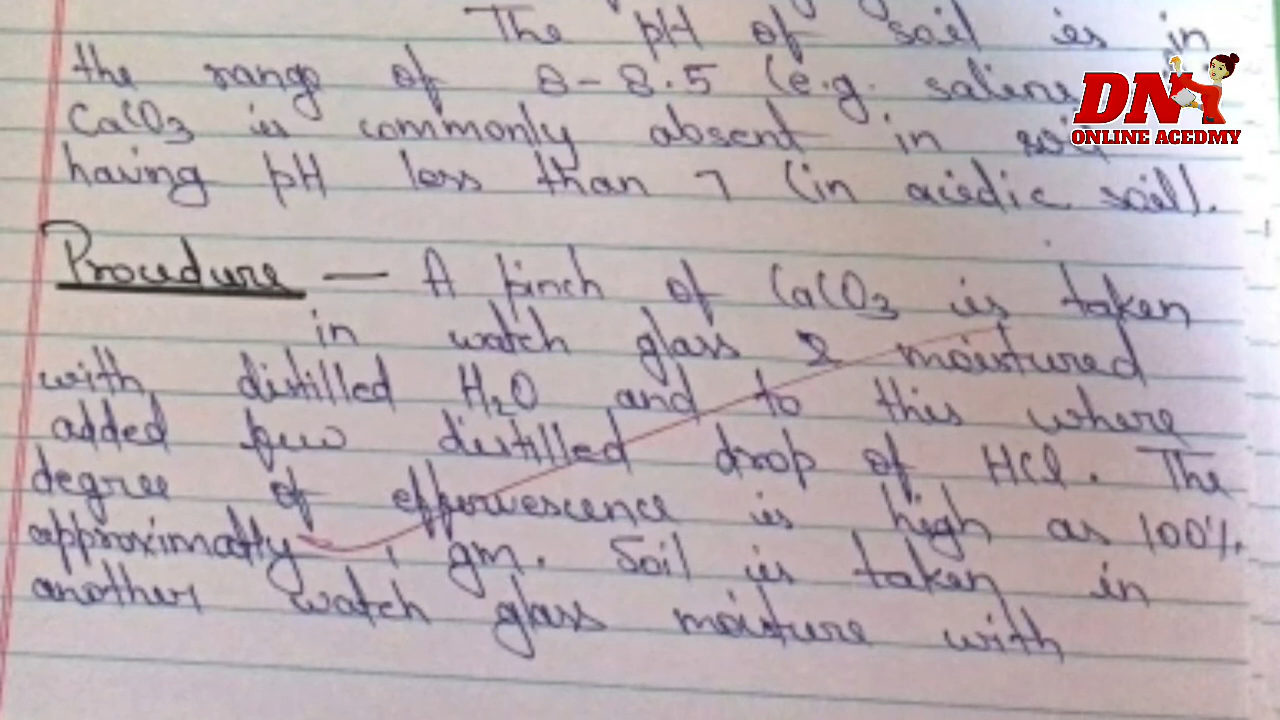 The pH of soil is in
the range of 8-8.5 (e.g. saline
CaCO3 is commonly absent in soil
having pH less than 7 (in acidic soil).
Procedure — A pinch of CaCO3 is taken
in watch glass & moistured
with distilled H2O and to this where
added few distilled drop of HCl. The
degree of effervescence is high as 100%.
approximatly 1 gm. Soil is taken in
another watch glass moisture with
DN
ONLINE ACEDMY